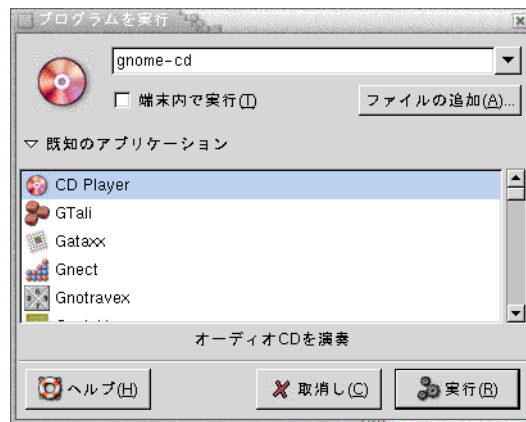 プログラムを実行
gnome-cd
端末内で実行(T)
ファイルの追加(A)...
既知のアプリケーション
CD Player
GTali
Gataxx
Gnect
Gnotravex
オーディオCDを演奏
ヘルプ(H)
取消し(C)
実行(R)